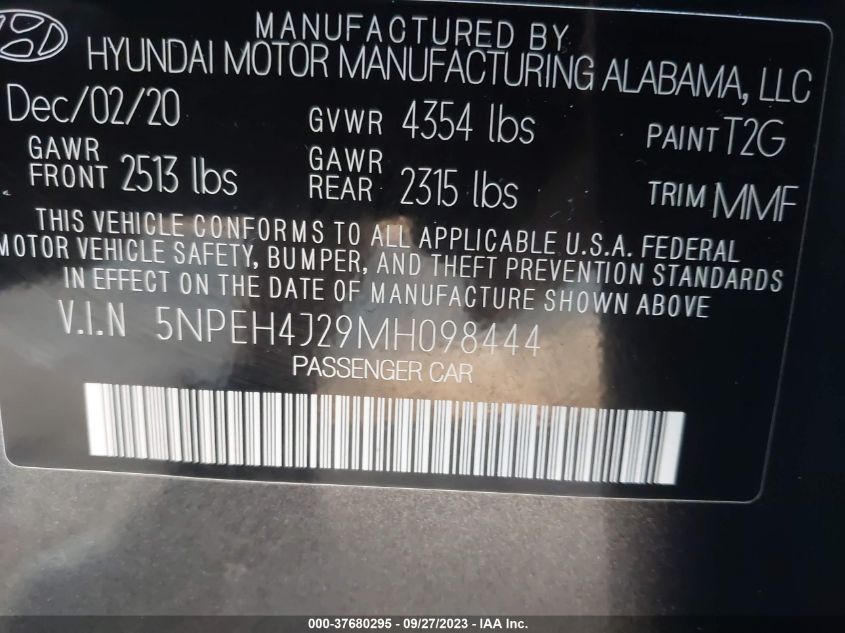 MANUFACTURED BY
HYUNDAI MOTOR MANUFACTURING ALABAMA, LLC
Dec/02/20 GVWR 4354 lbs PAINT T2G
GAWR FRONT 2513 lbs GAWR REAR 2315 lbs TRIM MMF
THIS VEHICLE CONFORMS TO ALL APPLICABLE U.S.A. FEDERAL
MOTOR VEHICLE SAFETY, BUMPER, AND THEFT PREVENTION STANDARDS
IN EFFECT ON THE DATE OF MANUFACTURE SHOWN ABOVE
V.I.N 5NPEH4J29MH098444
PASSENGER CAR
000-37680295 - 09/27/2023 - IAA Inc.